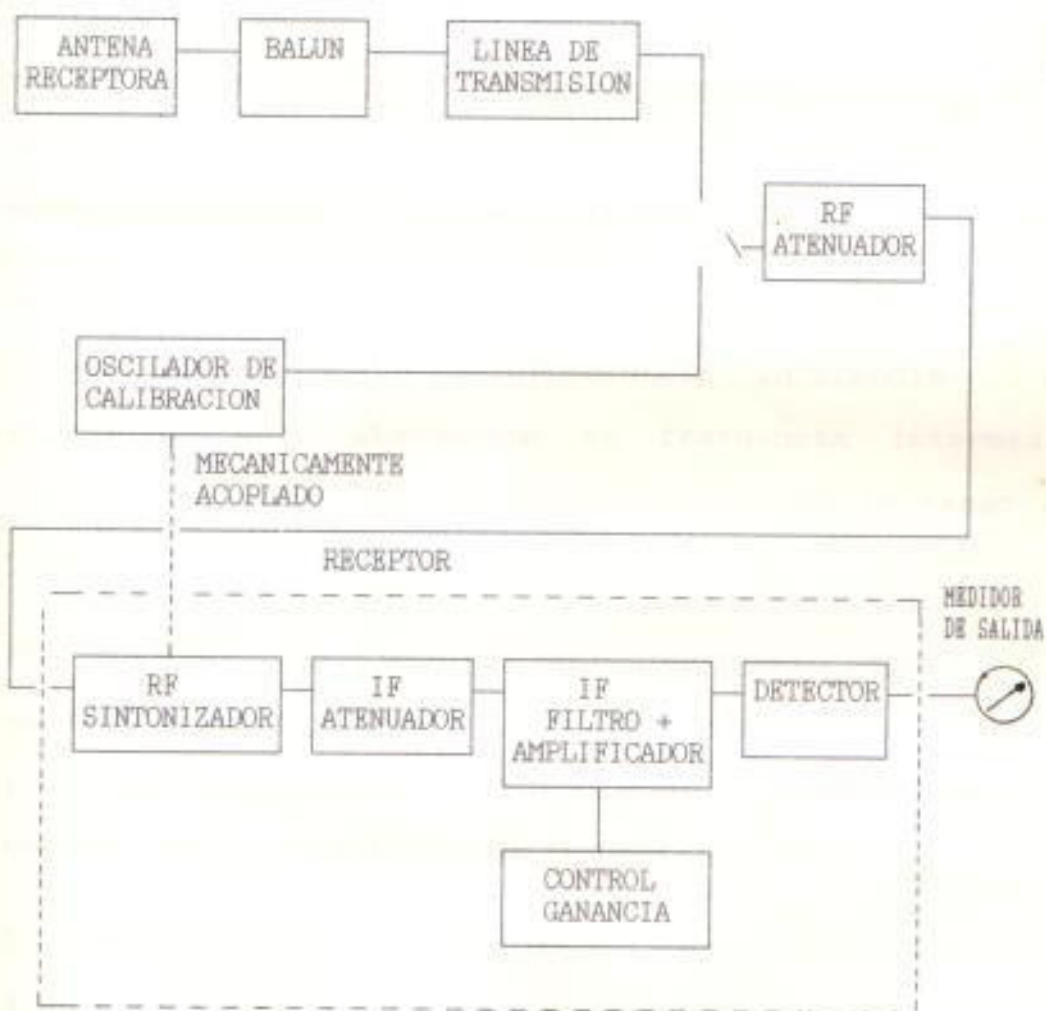 ANTENA
RECEPTORA
BALUN
LINEA DE
TRANSMISION
RF
ATENUADOR
OSCILADOR DE
CALIBRACION
MECANICAMENTE
ACOPLADO
RECEPTOR
MEDIDOR
DE SALIDA
RF
SINTONIZADOR
IF
ATENUADOR
IF
FILTRO +
AMPLIFICADOR
DETECTOR
CONTROL
GANANCIA